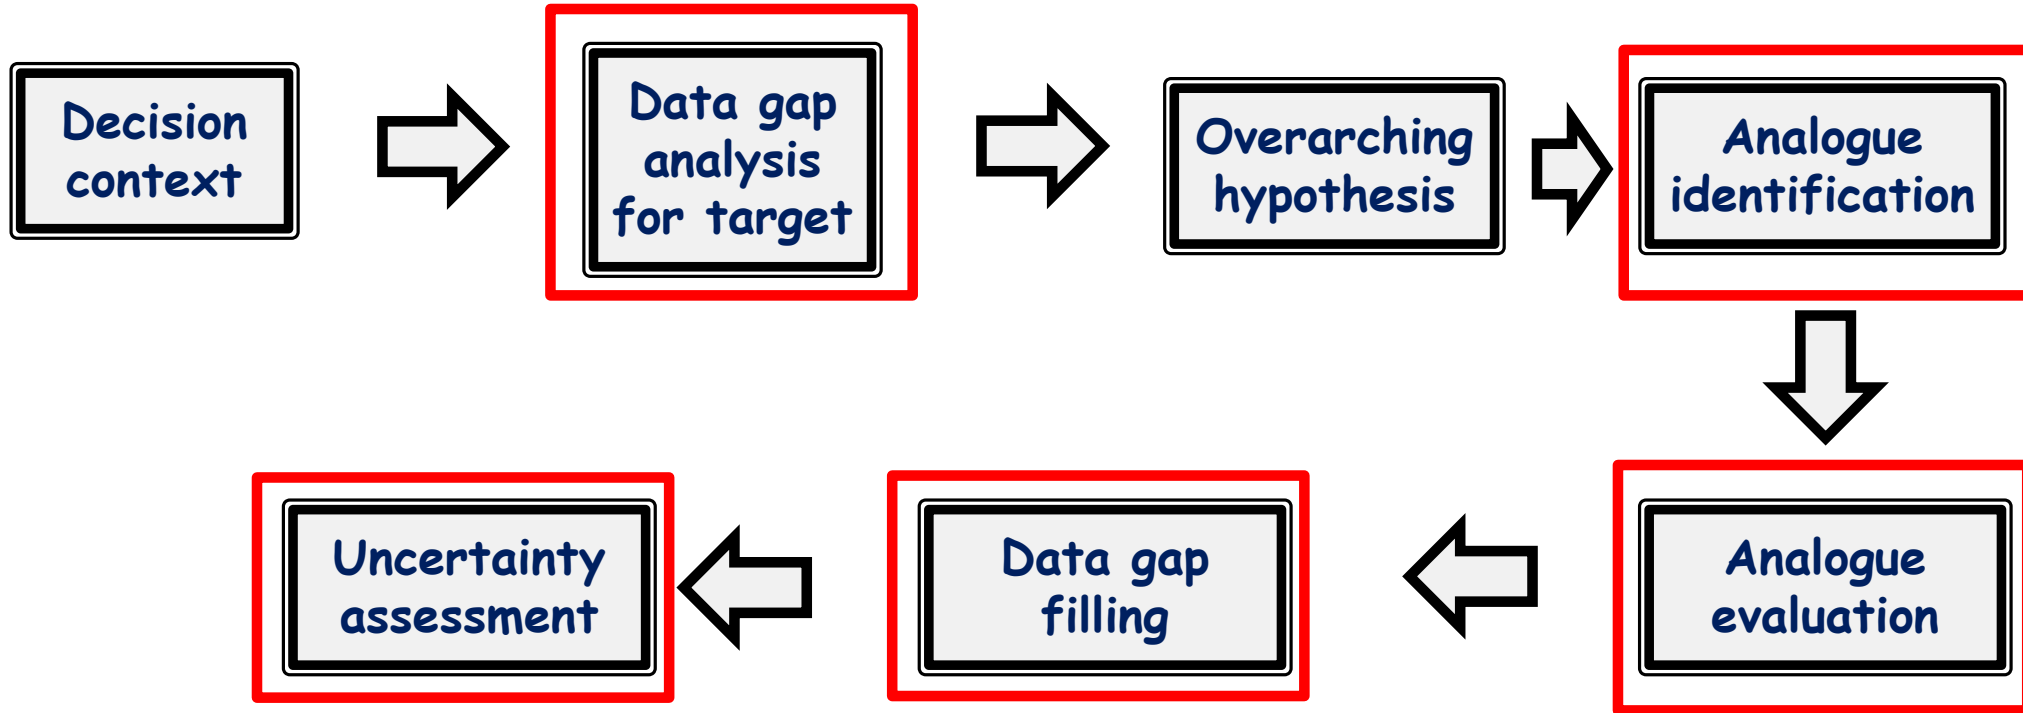 Decision
context
Data gap
analysis
for target
Overarching
hypothesis
Analogue
identification
Analogue
evaluation
Data gap
filling
Uncertainty
assessment